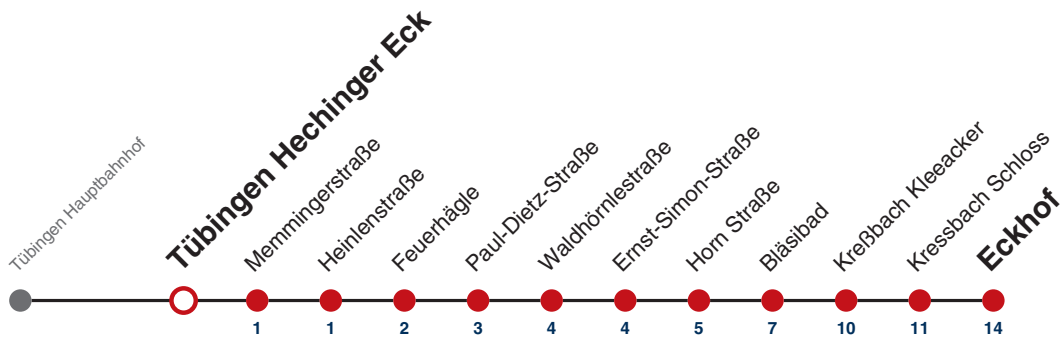 Tübingen Hauptbahnhof
Tübingen Hechinger Eck
Memmingerstraße
Heinlenstraße
Feuerhägle
Paul-Dietz-Straße
Waldhörnlestraße
Ernst-Simon-Straße
Horn Straße
Bläsibad
Kreßbach Kleeacker
Kressbach Schloss
Eckhof
1 1 2 3 4 4 5 7 10 11 14